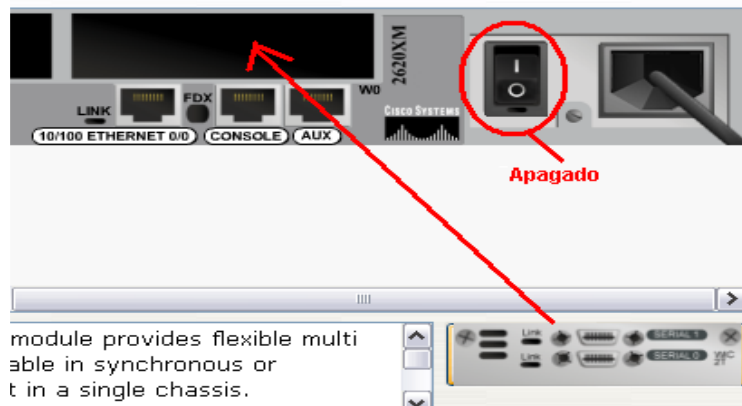 2620XM
W0
LINK
FDX
CISCO SYSTEMS
10/100 ETHERNET 0/0
CONSOLE
AUX
I
O
Apagado
module provides flexible multi
able in synchronous or
t in a single chassis.
Link
SERIAL 1
Link
SERIAL 0
WIC
2T